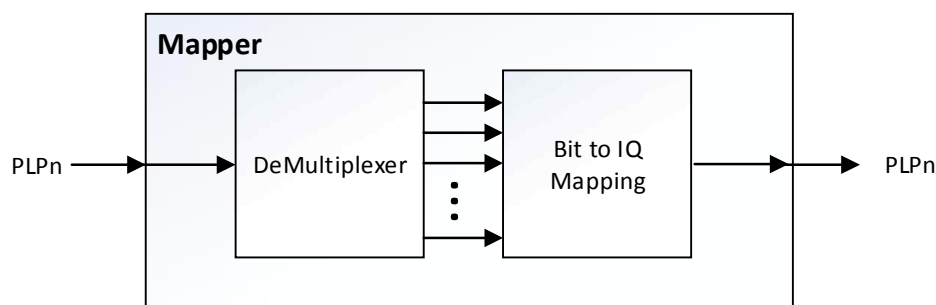 Mapper
PLPn
DeMultiplexer
Bit to IQ
Mapping
PLPn